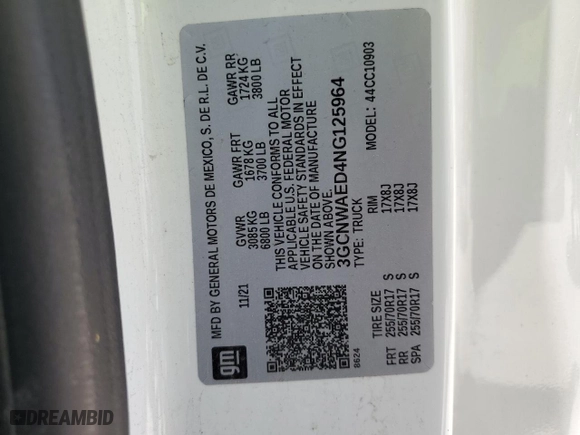 MFD BY GENERAL MOTORS DE MEXICO, S. DE R.L. DE C.V.
11/21
GVWR
3085 KG
6800 LB
GAWR FRT
1678 KG
3700 LB
GAWR RR
1724 KG
3800 LB
THIS VEHICLE CONFORMS TO ALL
APPLICABLE U.S. FEDERAL MOTOR
VEHICLE SAFETY STANDARDS IN EFFECT
ON THE DATE OF MANUFACTURE
SHOWN ABOVE.
3GCNWAED4NG125964
TYPE: TRUCK
MODEL: 44CC10903
gm
8624
TIRE SIZE RIM
FRT 255/70R17 S 17X8J
RR 255/70R17 S 17X8J
SPA 255/70R17 S 17X8J
DREAMBID